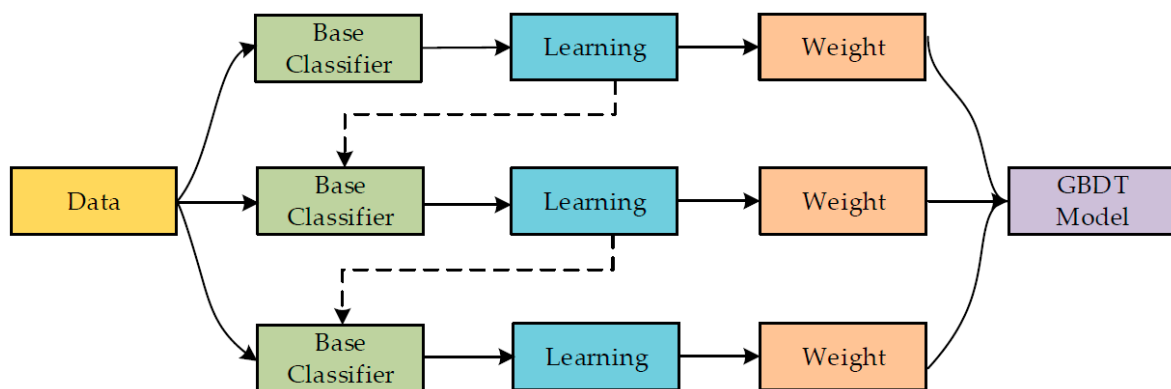 Base
Classifier
Learning
Weight
Data
Base
Classifier
Learning
Weight
GBDT
Model
Base
Classifier
Learning
Weight